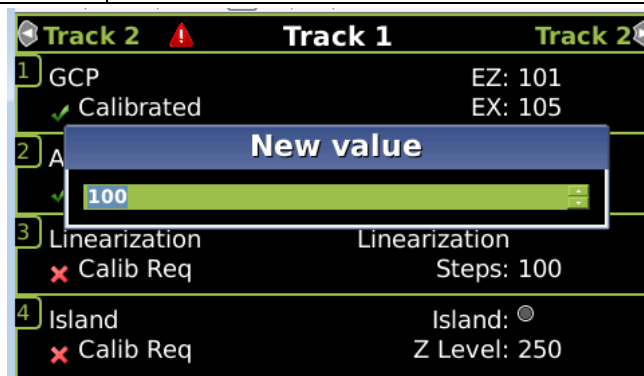 Track 2 Track 1 Track 2
1 GCP EZ: 101
Calibrated EX: 105
New value
2 A
100
3 Linearization Linearization
Calib Req Steps: 100
4 Island Island:
Calib Req Z Level: 250